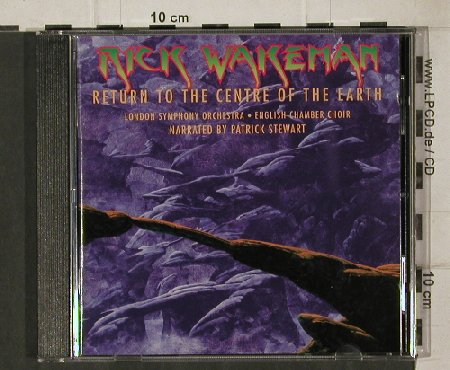 10 cm
RICK WAKEMAN
RETURN TO THE CENTRE OF THE EARTH
LONDON SYMPHONY ORCHESTRA • ENGLISH CHAMBER CHOIR
NARRATED BY PATRICK STEWART
www.LPCD.de / CD
10 cm